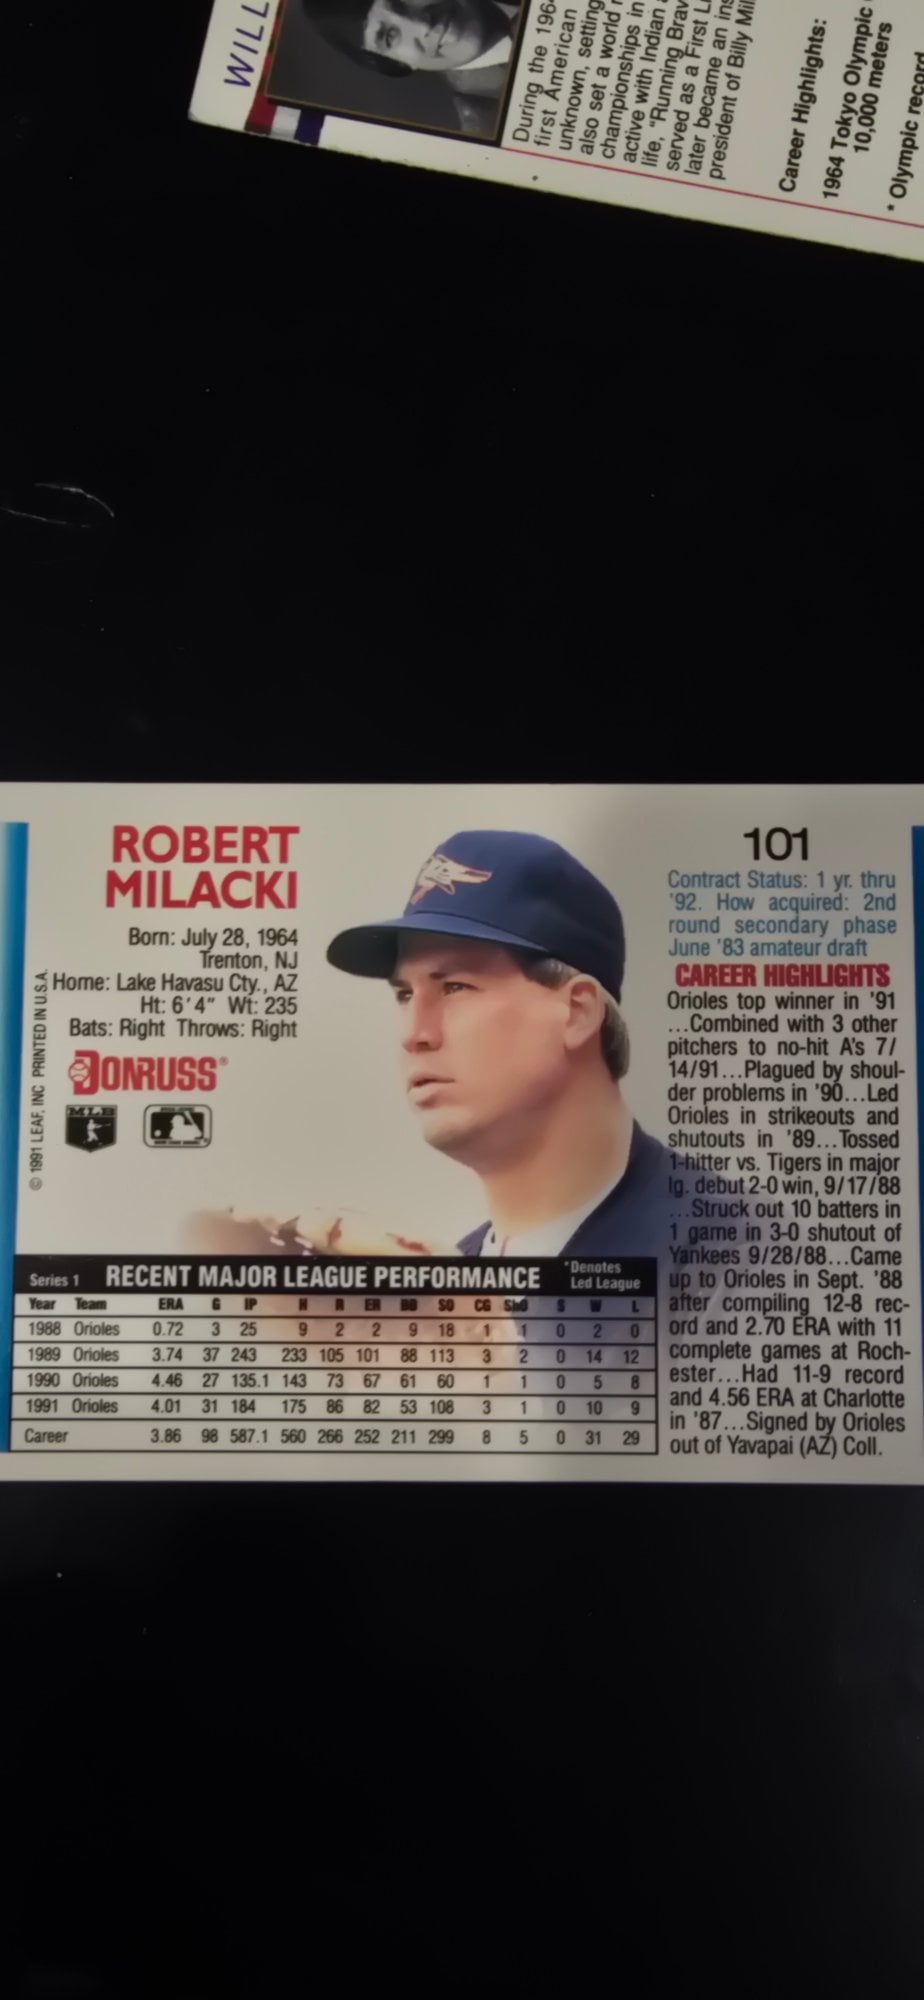 WILL
During the 196
first American
unknown, setting
also set a world
championships in
active with Indian
life, "Running Brav
served as a First L
later became an ins
president of Billy Mil
Career Highlights:
1964 Tokyo Olympic
10,000 meters
* Olympic record
ROBERT
MILACKI
Born: July 28, 1964
Trenton, NJ
Home: Lake Havasu Cty., AZ
Ht: 6'4" Wt: 235
Bats: Right Throws: Right
DONRUSS®
MLB
© 1991 LEAF, INC PRINTED IN U.S.A.
101
Contract Status: 1 yr. thru
'92. How acquired: 2nd
round secondary phase
June '83 amateur draft
CAREER HIGHLIGHTS
Orioles top winner in '91
...Combined with 3 other
pitchers to no-hit A's 7/
14/91...Plagued by shoul-
der problems in '90...Led
Orioles in strikeouts and
shutouts in '89...Tossed
1-hitter vs. Tigers in major
lg. debut 2-0 win, 9/17/88
...Struck out 10 batters in
1 game in 3-0 shutout of
Yankees 9/28/88...Came
up to Orioles in Sept. '88
after compiling 12-8 rec-
ord and 2.70 ERA with 11
complete games at Roch-
ester...Had 11-9 record
and 4.56 ERA at Charlotte
in '87...Signed by Orioles
out of Yavapai (AZ) Coll.
Series 1 RECENT MAJOR LEAGUE PERFORMANCE *Denotes Led League
Year Team ERA G IP H R ER BB SO CG ShO S W L
1988 Orioles 0.72 3 25 9 2 2 9 18 1 1 0 2 0
1989 Orioles 3.74 37 243 233 105 101 88 113 3 2 0 14 12
1990 Orioles 4.46 27 135.1 143 73 67 61 60 1 1 0 5 8
1991 Orioles 4.01 31 184 175 86 82 53 108 3 1 0 10 9
Career 3.86 98 587.1 560 266 252 211 299 8 5 0 31 29